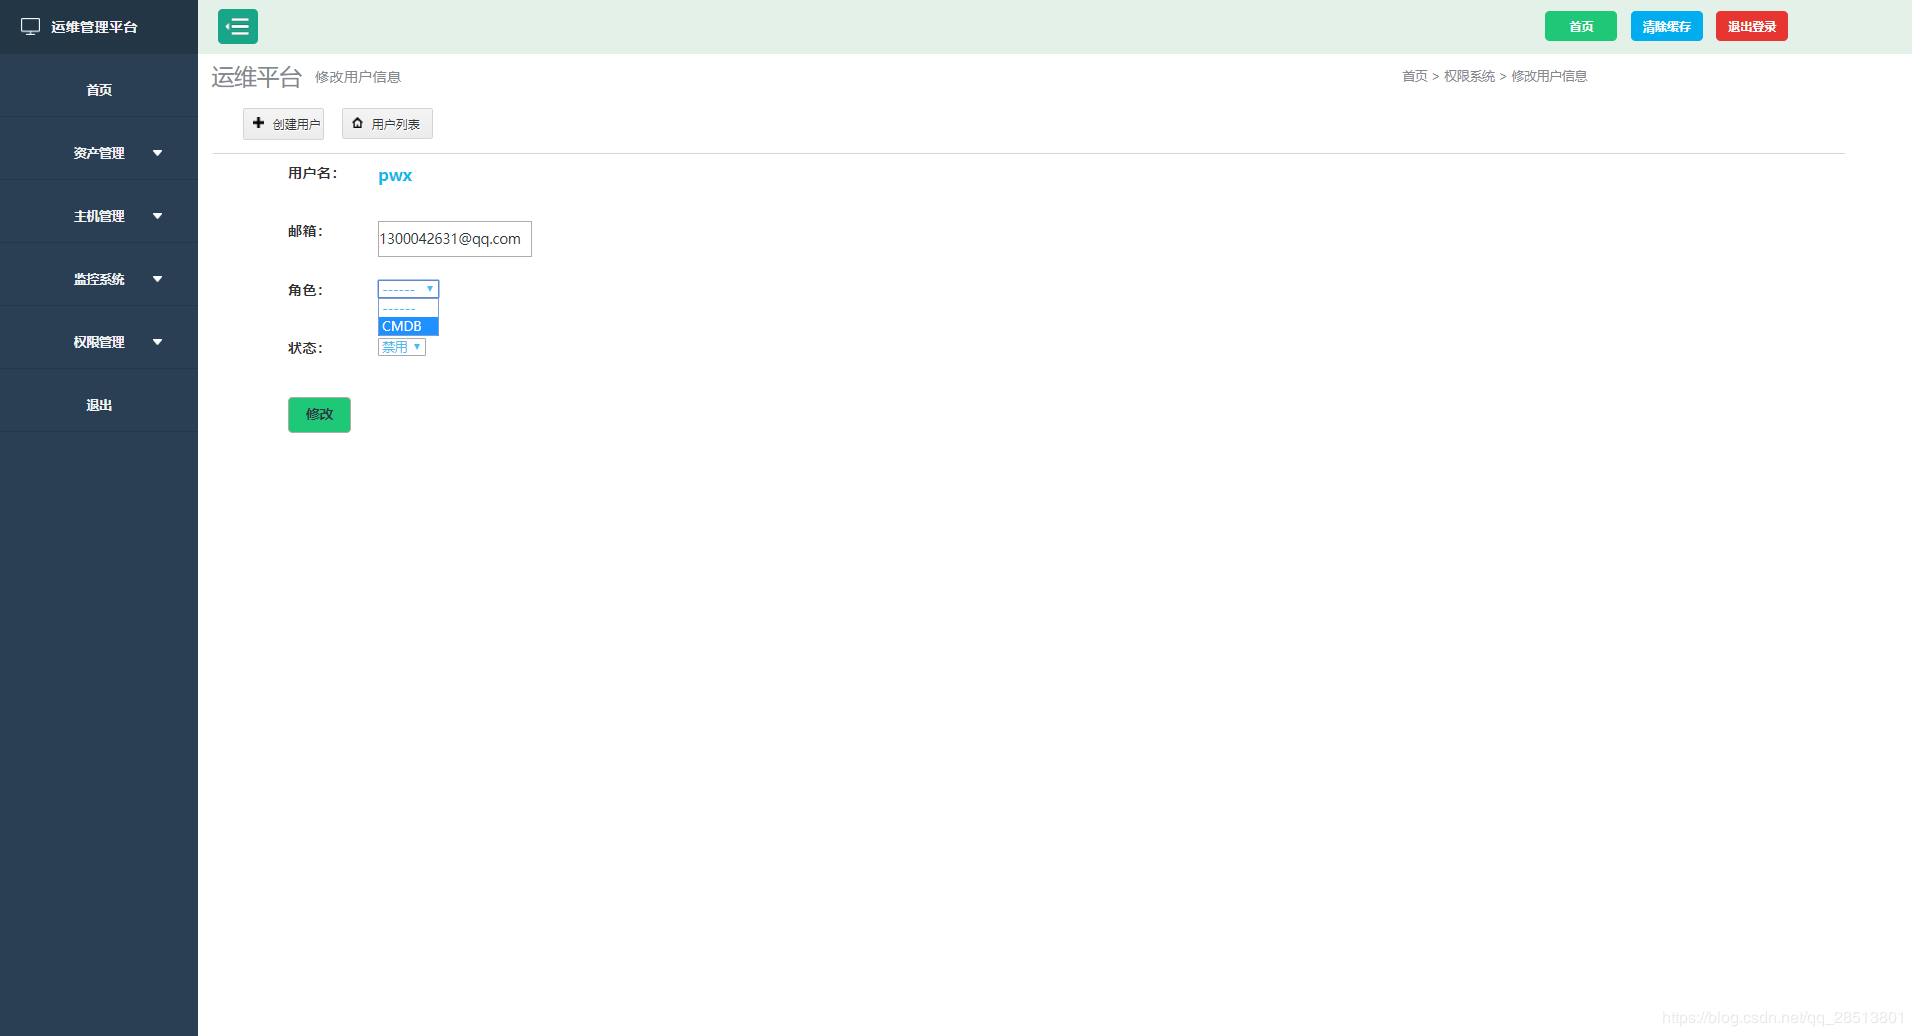 运维管理平台
首页
资产管理
主机管理
监控系统
权限管理
退出
首页
清除缓存
退出登录
运维平台 修改用户信息
首页 > 权限系统 > 修改用户信息
创建用户
用户列表
用户名：
pwx
邮箱：
1300042631@qq.com
角色：
------
------
CMDB
状态：
禁用
修改
https://blog.csdn.net/qq_28513801